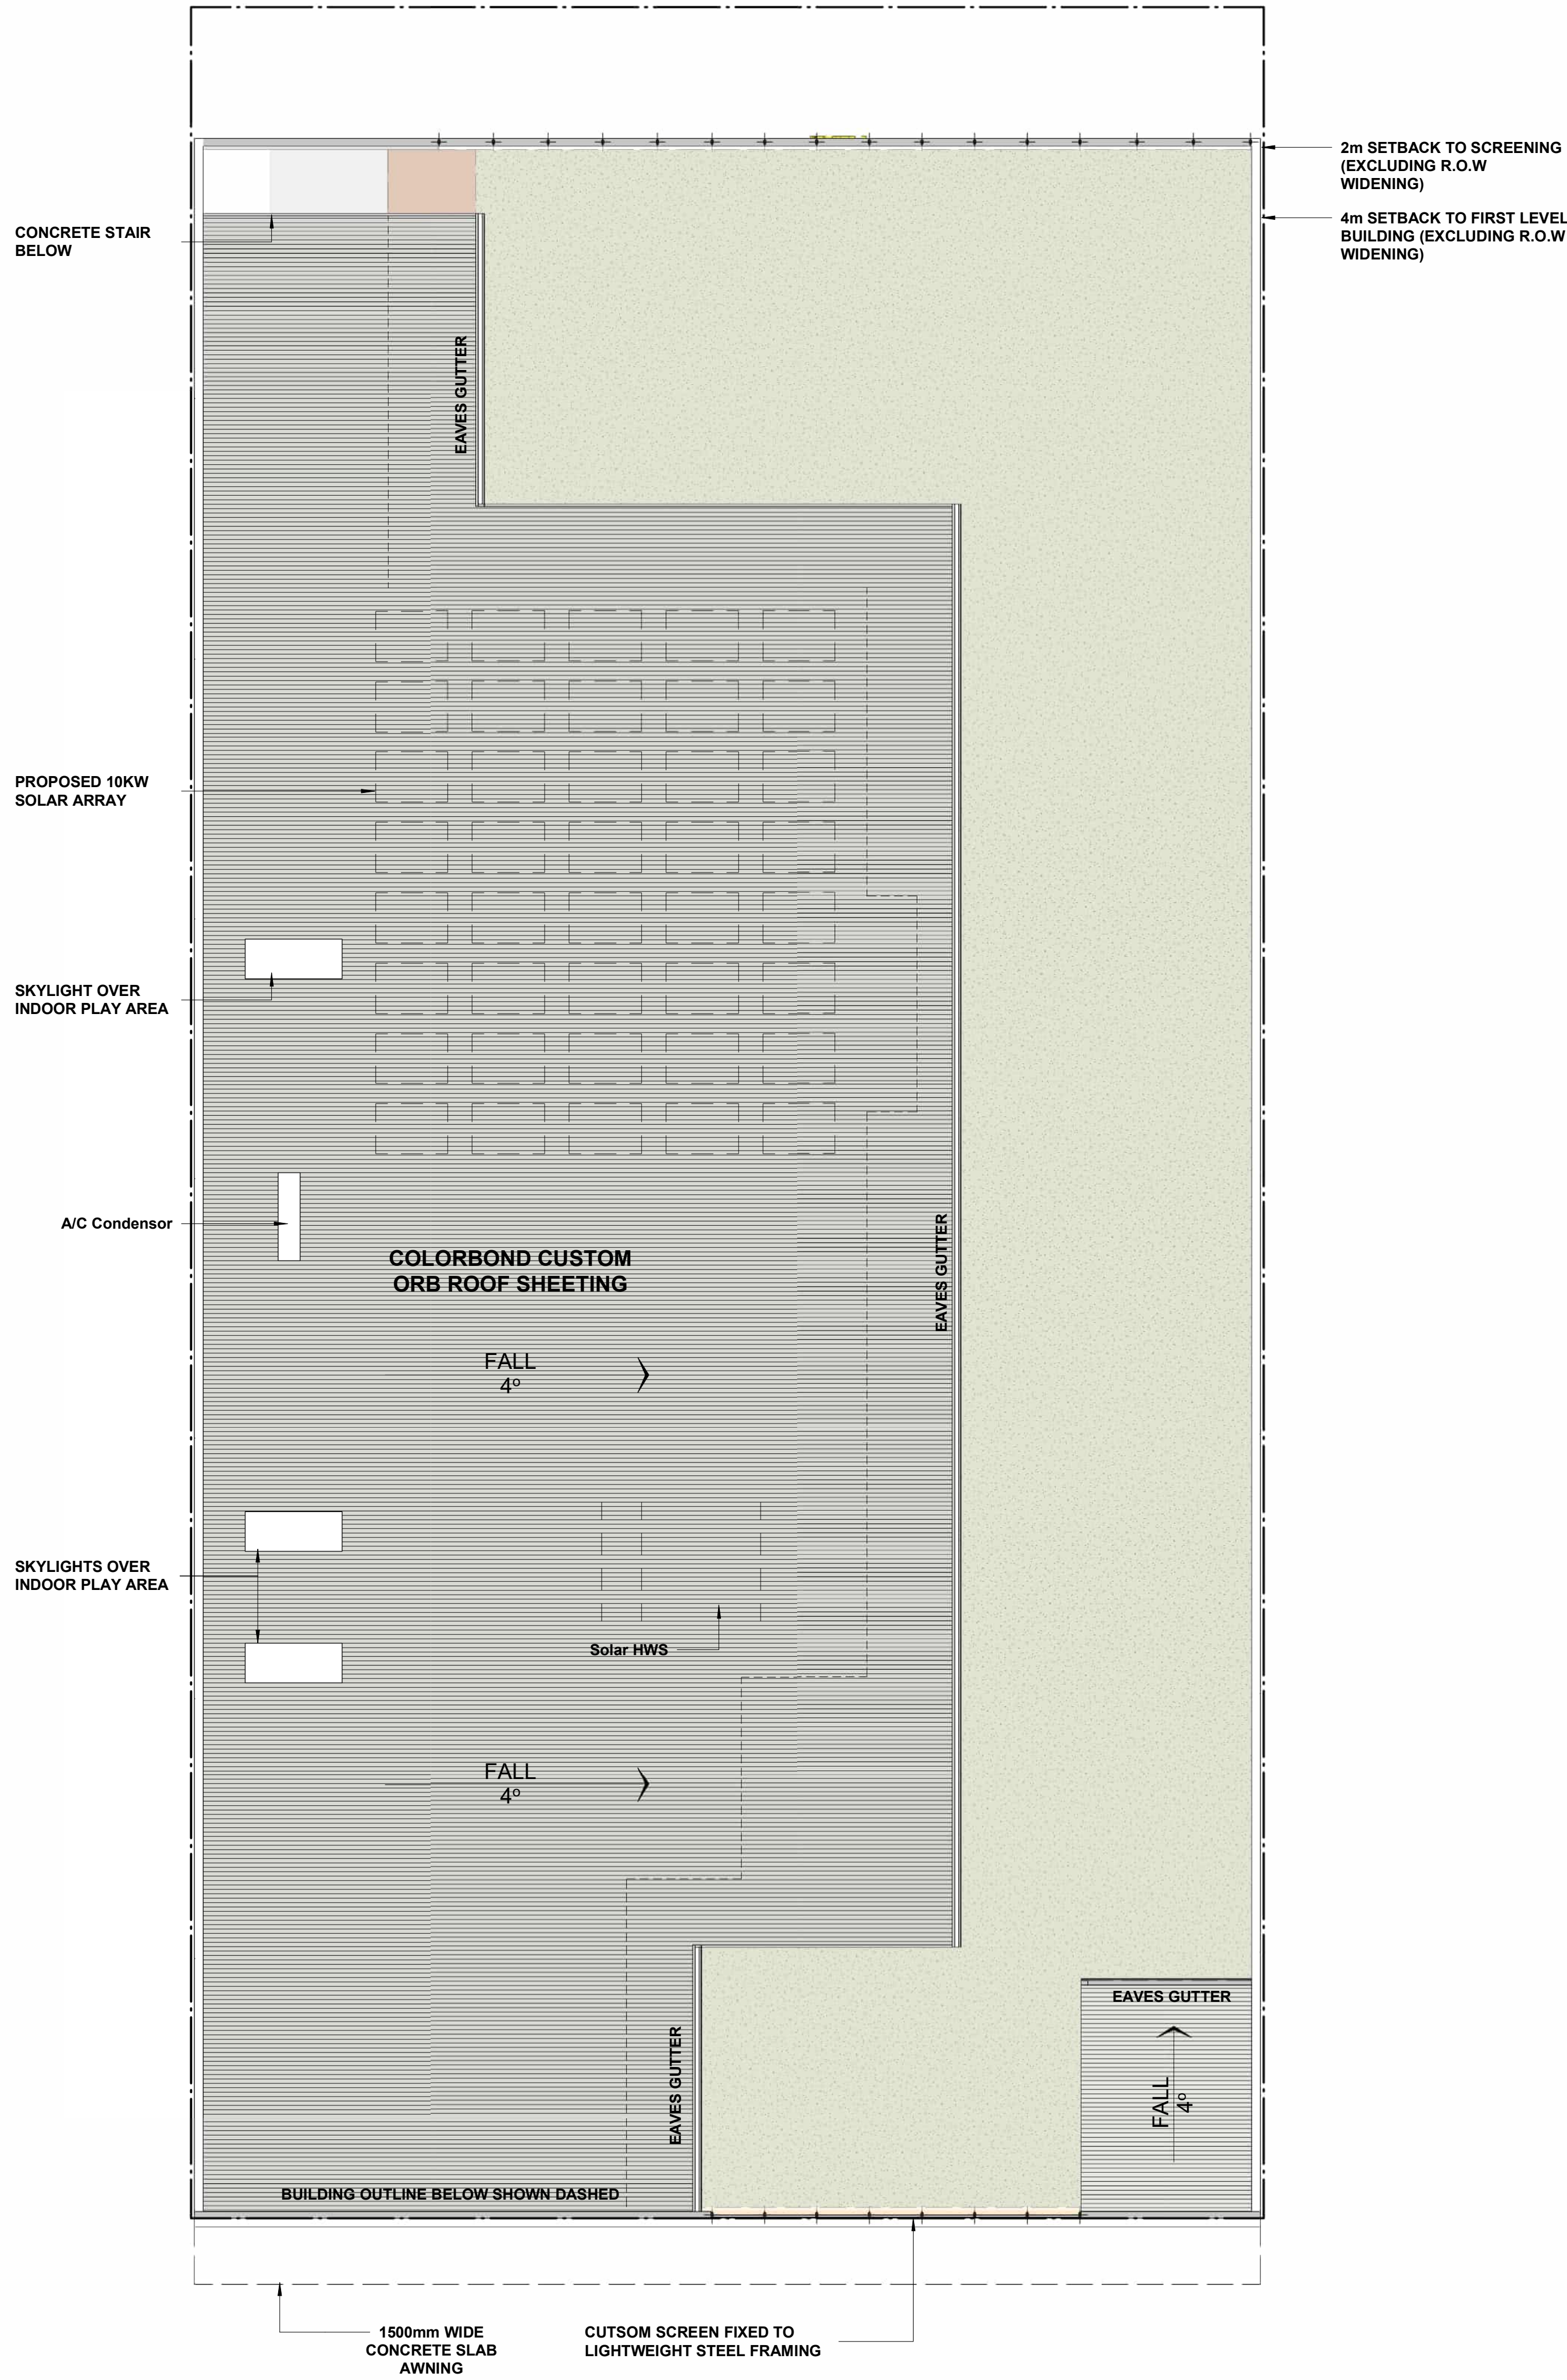 2m SETBACK TO SCREENING
(EXCLUDING R.O.W
WIDENING)
CONCRETE STAIR
BELOW
4m SETBACK TO FIRST LEVEL
BUILDING (EXCLUDING R.O.W
WIDENING)
EAVES GUTTER
PROPOSED 10KW
SOLAR ARRAY
SKYLIGHT OVER
INDOOR PLAY AREA
A/C Condensor
COLORBOND CUSTOM
ORB ROOF SHEETING
EAVES GUTTER
FALL
4º
SKYLIGHTS OVER
INDOOR PLAY AREA
Solar HWS
FALL
4º
EAVES GUTTER
EAVES GUTTER
FALL
4º
BUILDING OUTLINE BELOW SHOWN DASHED
1500mm WIDE
CONCRETE SLAB
AWNING
CUTSOM SCREEN FIXED TO
LIGHTWEIGHT STEEL FRAMING